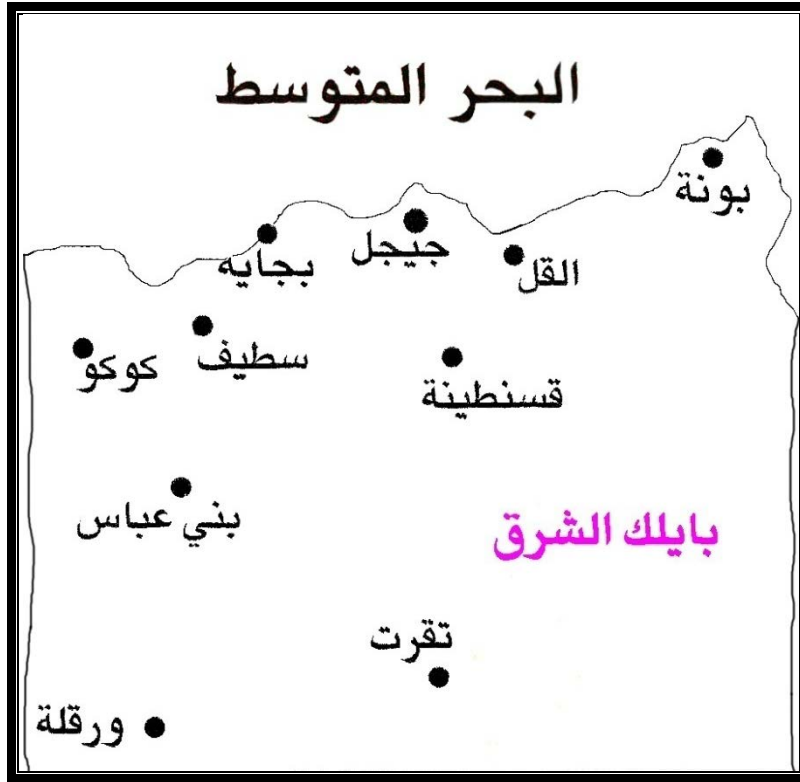 البحر المتوسط
بونة
جيجل
بجايه
القل
سطيف
كوكو
قسنطينة
بني عباس
بايلك الشرق
تقرت
ورقلة